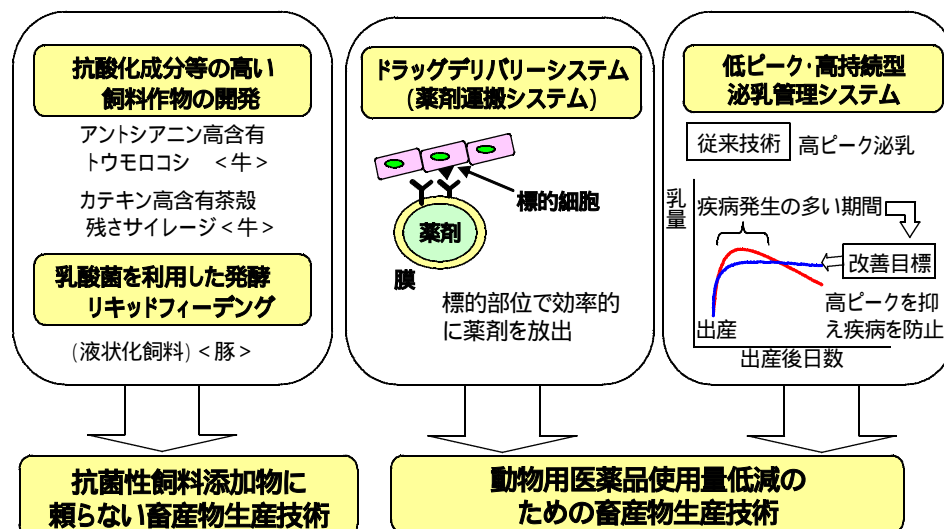 抗酸化成分等の高い
飼料作物の開発
アントシアニン高含有
トウモロコシ <牛>
カテキン高含有茶殻
残さサイレージ<牛>
乳酸菌を利用した発酵
リキッドフィーデング
(液状化飼料)<豚>
ドラッグデリバリーシステム
(薬剤運搬システム)
標的細胞
薬剤
膜
標的部位で効率的
に薬剤を放出
低ピーク・高持続型
泌乳管理システム
従来技術 高ピーク泌乳
乳量
疾病発生の多い期間
改善目標
高ピークを抑
え疾病を防止
出産
出産後日数
抗菌性飼料添加物に
頼らない畜産物生産技術
動物用医薬品使用量低減の
ための畜産物生産技術